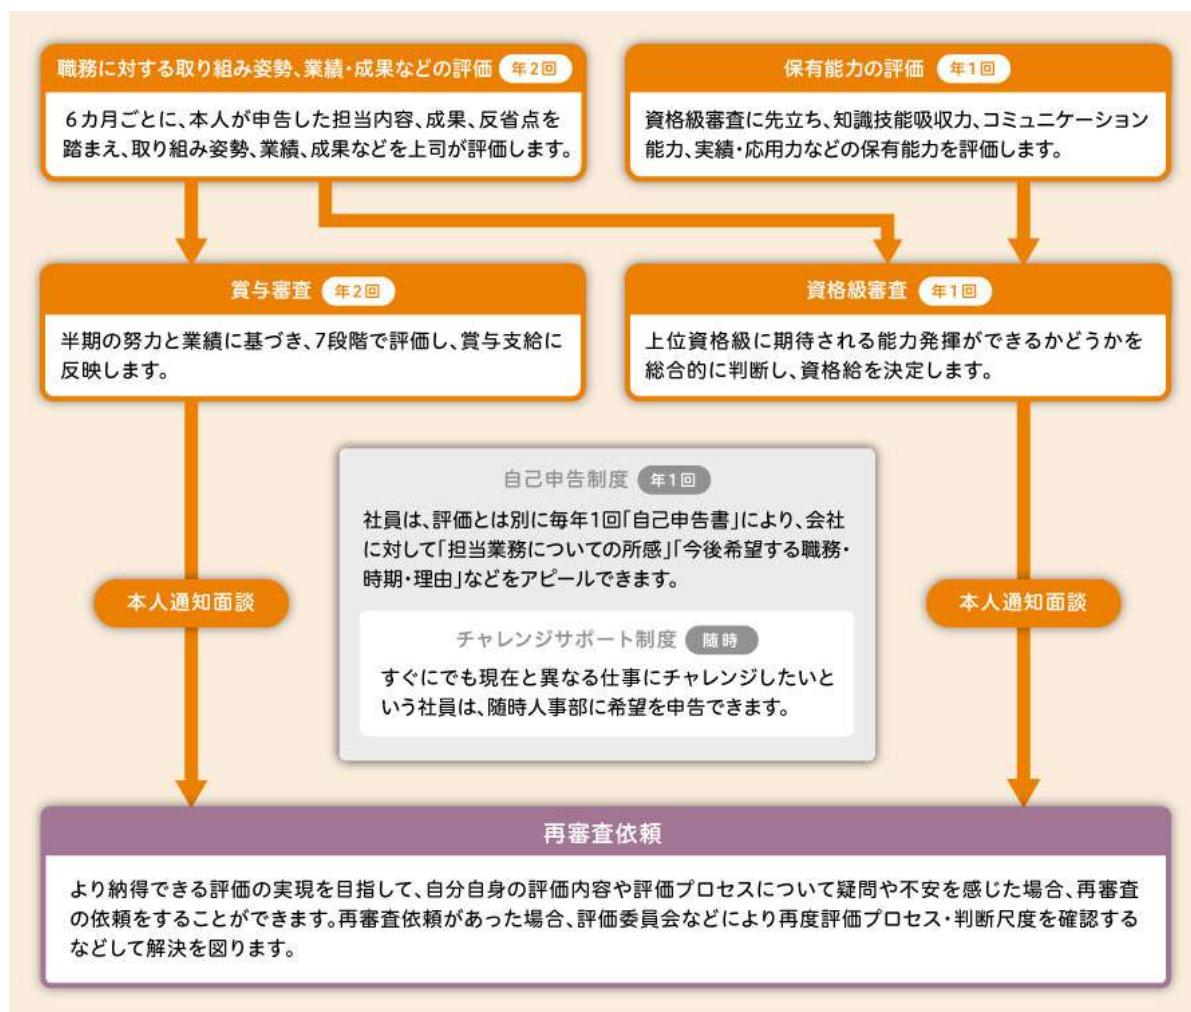 職務に対する取り組み姿勢、業績・成果などの評価 年2回
6カ月ごとに、本人が申告した担当内容、成果、反省点を
踏まえ、取り組み姿勢、業績、成果などを上司が評価します。
保有能力の評価 年1回
資格級審査に先立ち、知識技能吸収力、コミュニケーション
能力、実績・応用力などの保有能力を評価します。
賞与審査 年2回
半期の努力と業績に基づき、7段階で評価し、賞与支給に
反映します。
資格級審査 年1回
上位資格級に期待される能力発揮ができるかどうかを
総合的に判断し、資格給を決定します。
自己申告制度 年1回
社員は、評価とは別に毎年1回「自己申告書」により、会社
に対して「担当業務についての所感」「今後希望する職務・
時期・理由」などをアピールできます。
本人通知面談
チャレンジサポート制度 随時
すぐにでも現在と異なる仕事にチャレンジしたいと
いう社員は、随時人事部に希望を申告できます。
本人通知面談
再審査依頼
より納得できる評価の実現を目指して、自分自身の評価内容や評価プロセスについて疑問や不安を感じた場合、再審査
の依頼をすることができます。再審査依頼があった場合、評価委員会などにより再度評価プロセス・判断尺度を確認する
などして解決を図ります。